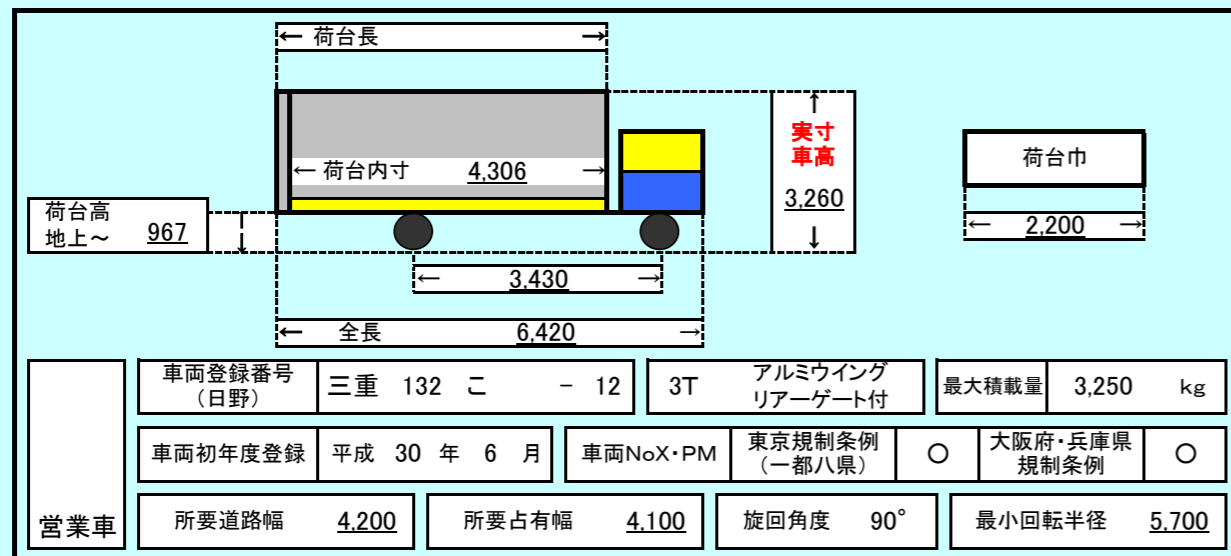 ← 荷台長 →
↑
実寸
車高
3,260
↓
荷台巾
← 荷台内寸 4,306 →
荷台高
地上～ 967
↑
↓
← 2,200 →
← 3,430 →
← 全長 6,420 →
車両登録番号
(日野)
三重 132 こ － 12
3T
アルミウイング
リアーゲート付
最大積載量 3,250 kg
車両初年度登録 平成 30 年 6 月
車両NoX・PM
東京規制条例
(一都八県)
○
大阪府・兵庫県
規制条例
○
営業車
所要道路幅 4,200
所要占有幅 4,100
旋回角度 90°
最小回転半径 5,700